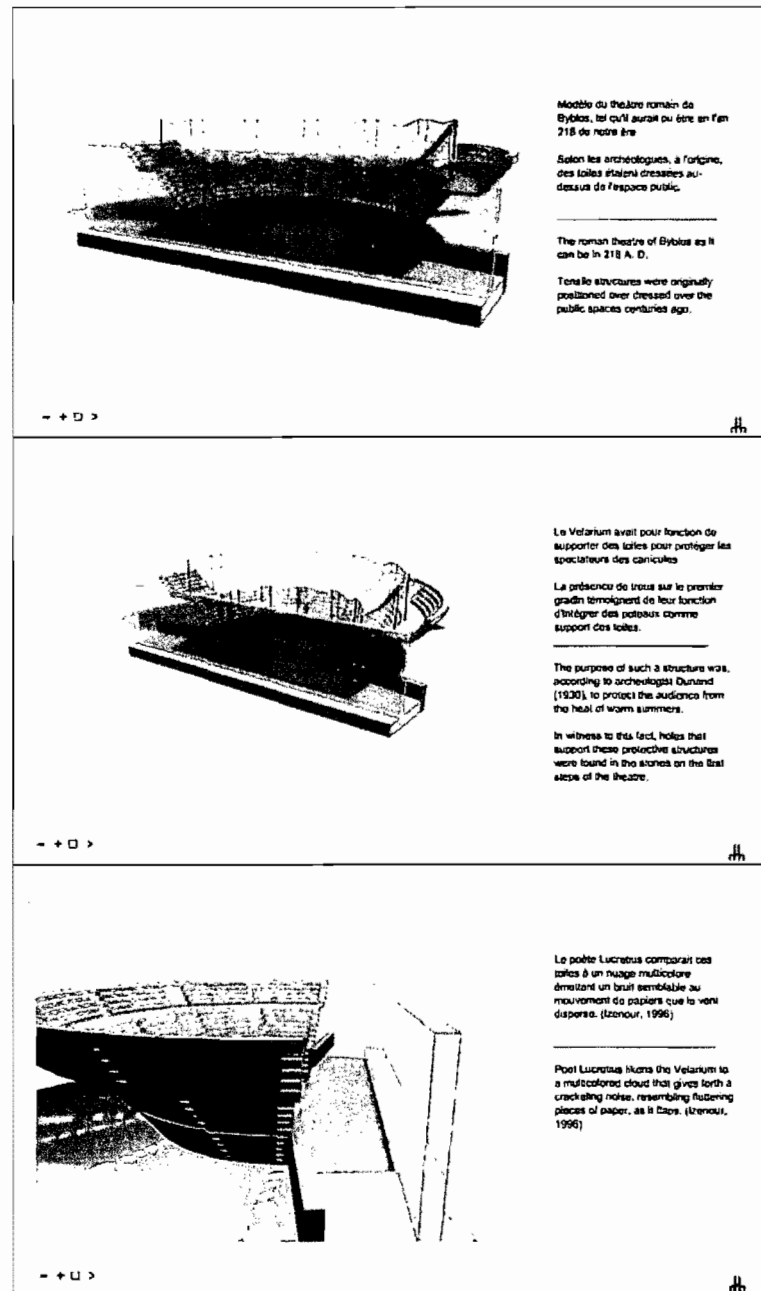 Modèle du théâtre romain de
Byblos, tel qu'il aurait pu être en l'an
218 de notre ère
Selon les archéologues, à l'origine,
des toiles étaient dressées au-
dessus de l'espace public.
The roman theatre of Byblos as it
can be in 218 A. D.
Tensile structures were originally
positioned over dressed over the
public spaces centuries ago.
- + □ >
Le Velarium avait pour fonction de
supporter des toiles pour protéger les
spectateurs des canicules
La présence de trous sur le premier
gradin témoignent de leur fonction
d'intégrer des poteaux comme
support des toiles.
The purpose of such a structure was,
according to archeologist Dunand
(1930), to protect the audience from
the heat of warm summers.
In witness to this fact, holes that
support these protective structures
were found in the stones on the first
steps of the theatre.
- + □ >
Le poète Lucretus comparait ces
toiles à un nuage multicolore
émettant un bruit semblable au
mouvement de papiers que le vent
disperse. (Izenour, 1996)
Poet Lucretus likens the Velarium to
a multicolored cloud that gives forth a
crackeling noise, resembling fluttering
pieces of paper, as it flaps. (Izenour,
1996)
- + □ >